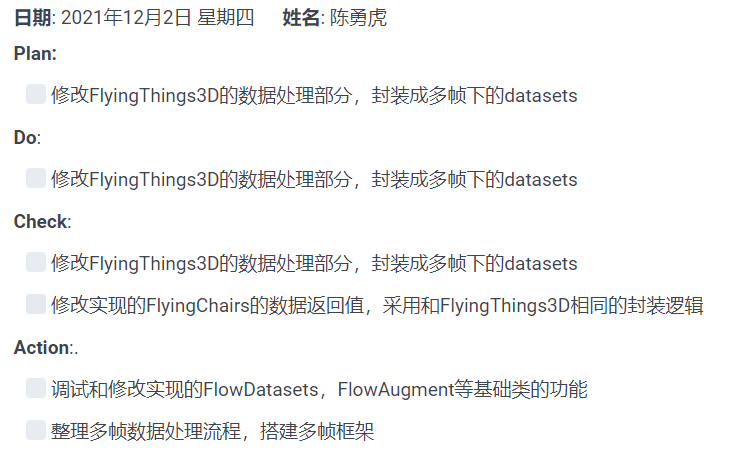 日期: 2021年12月2日 星期四 姓名: 陈勇虎
Plan:
修改FlyingThings3D的数据处理部分，封装成多帧下的datasets
Do:
修改FlyingThings3D的数据处理部分，封装成多帧下的datasets
Check:
修改FlyingThings3D的数据处理部分，封装成多帧下的datasets
修改实现的FlyingChairs的数据返回值，采用和FlyingThings3D相同的封装逻辑
Action:.
调试和修改实现的FlowDatasets，FlowAugment等基础类的功能
整理多帧数据处理流程，搭建多帧框架